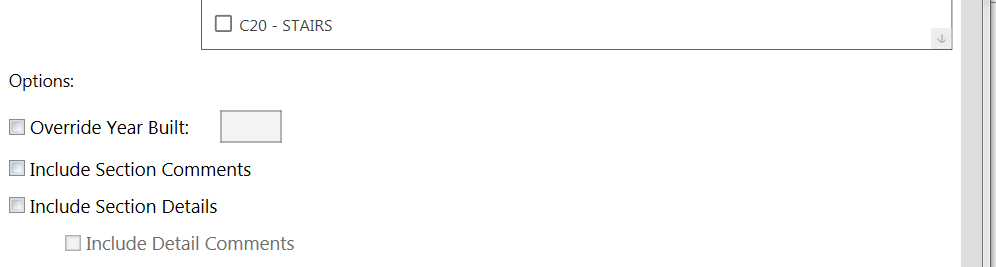 C20 - STAIRS
Options:
Override Year Built:
Include Section Comments
Include Section Details
Include Detail Comments